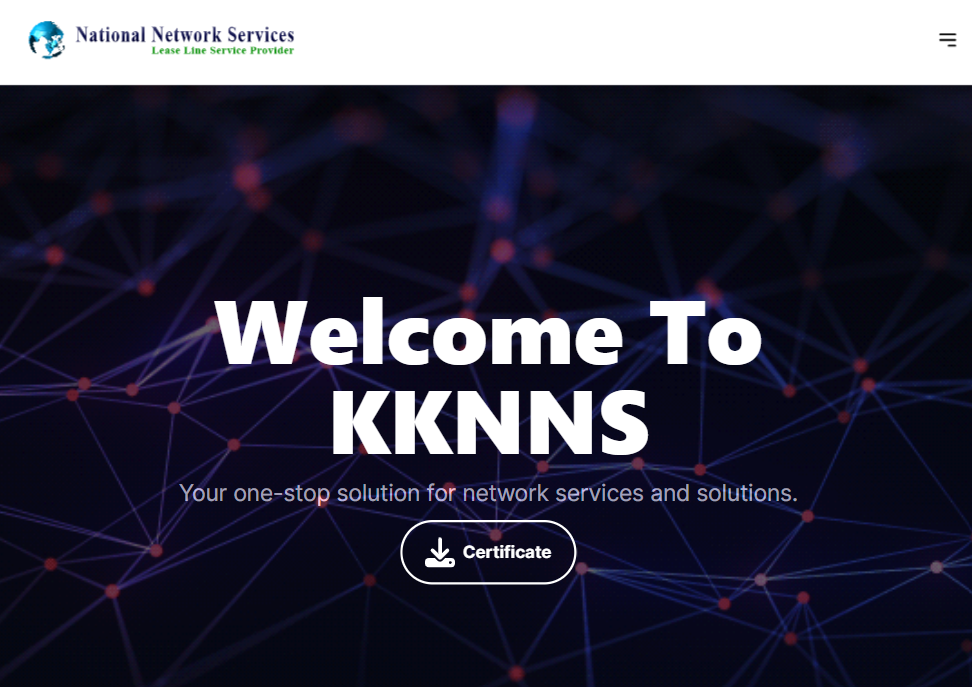 National Network Services
Lease Line Service Provider
Welcome To
KKNNS
Your one-stop solution for network services and solutions.
Certificate